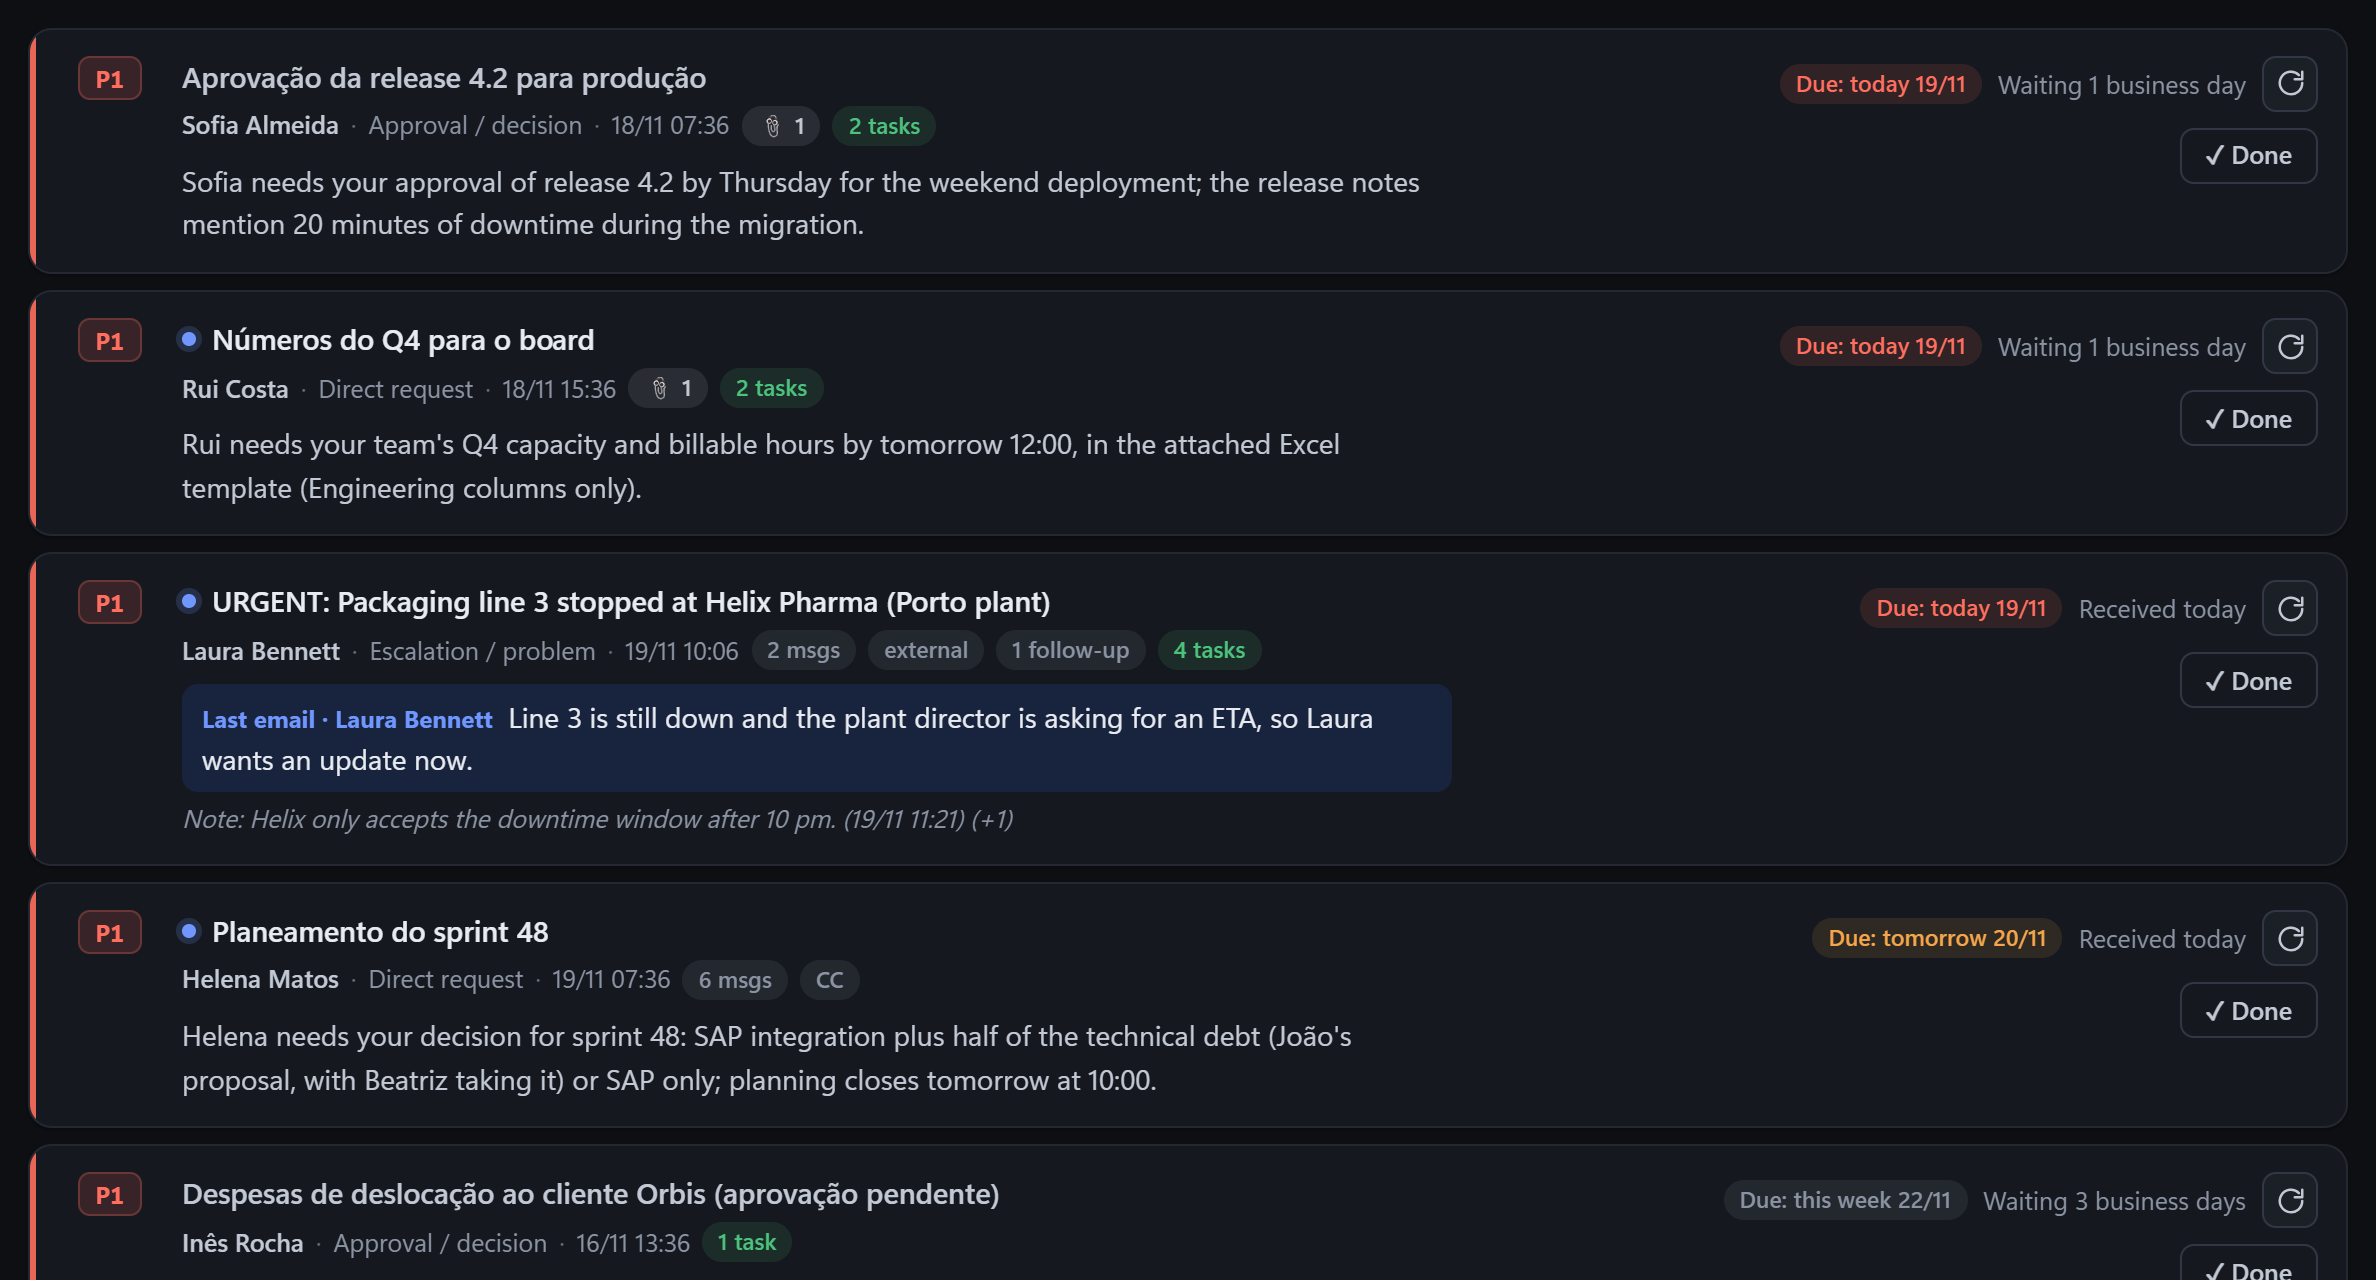 P1 Aprovação da release 4.2 para produção Due: today 19/11 Waiting 1 business day
Sofia Almeida · Approval / decision · 18/11 07:36 1 2 tasks
✓ Done
Sofia needs your approval of release 4.2 by Thursday for the weekend deployment; the release notes
mention 20 minutes of downtime during the migration.
P1 Números do Q4 para o board Due: today 19/11 Waiting 1 business day
Rui Costa · Direct request · 18/11 15:36 1 2 tasks
✓ Done
Rui needs your team's Q4 capacity and billable hours by tomorrow 12:00, in the attached Excel
template (Engineering columns only).
P1 URGENT: Packaging line 3 stopped at Helix Pharma (Porto plant) Due: today 19/11 Received today
Laura Bennett · Escalation / problem · 19/11 10:06 2 msgs external 1 follow-up 4 tasks
✓ Done
Last email · Laura Bennett Line 3 is still down and the plant director is asking for an ETA, so Laura
wants an update now.
Note: Helix only accepts the downtime window after 10 pm. (19/11 11:21) (+1)
P1 Planeamento do sprint 48 Due: tomorrow 20/11 Received today
Helena Matos · Direct request · 19/11 07:36 6 msgs CC
✓ Done
Helena needs your decision for sprint 48: SAP integration plus half of the technical debt (João's
proposal, with Beatriz taking it) or SAP only; planning closes tomorrow at 10:00.
P1 Despesas de deslocação ao cliente Orbis (aprovação pendente) Due: this week 22/11 Waiting 3 business days
Inês Rocha · Approval / decision · 16/11 13:36 1 task
✓ Done